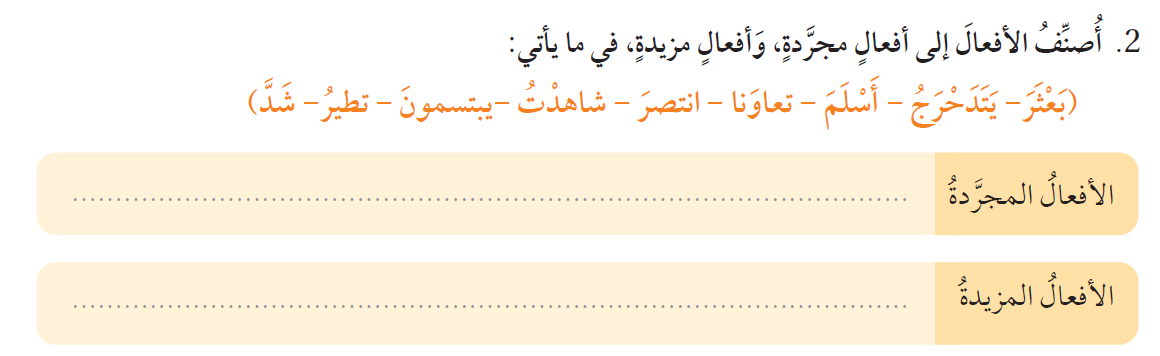 2. أُصنِّفُ الأفعالَ إلى أفعالٍ مجرَّدةٍ، وَأفعالٍ مزيدةٍ، في ما يأتي:
(بَعْثَرَ – يَتَدَحْرَجُ – أَسْلَمَ – تعاوَنا – انتصرَ – شاهدْتُ –يبتسمونَ – تطيرُ– شَدَّ)
الأفعالُ المجرَّدةُ ........................................................................
الأفعالُ المزيدةُ ........................................................................